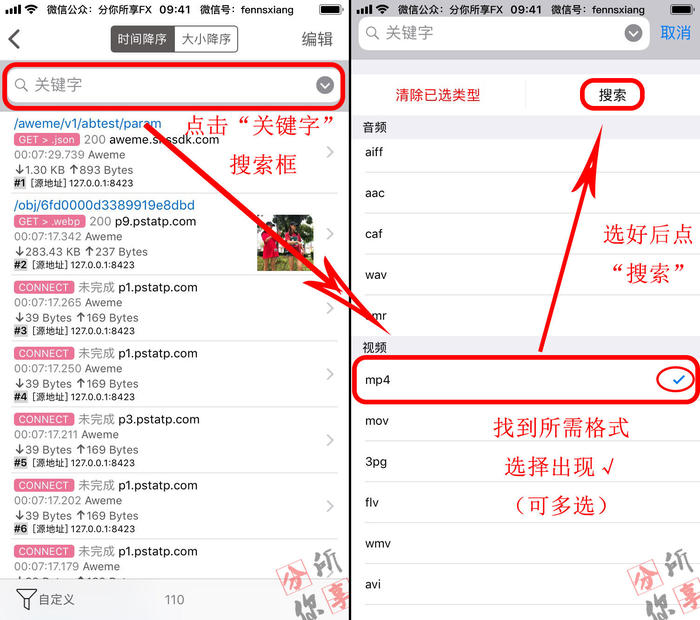 微信公众：分你所享FX 09:41 微信号：fennsxiang
时间降序 大小降序 编辑
关键字
/aweme/v1/abtest/param
GET > .json 200 aweme.snssdk.com
00:07:29.739 Aweme
↓1.30 KB ↑893 Bytes
#1 [源地址] 127.0.0.1:8423
点击“关键字”
搜索框
/obj/6fd0000d3389919e8dbd
GET > .webp 200 p9.pstatp.com
00:07:17.342 Aweme
↓283.43 KB ↑237 Bytes
#2 [源地址] 127.0.0.1:8423
CONNECT 未完成 p1.pstatp.com
00:07:17.265 Aweme
↓39 Bytes ↑169 Bytes
#3 [源地址] 127.0.0.1:8423
CONNECT 未完成 p1.pstatp.com
00:07:17.250 Aweme
↓39 Bytes ↑169 Bytes
#4 [源地址] 127.0.0.1:8423
CONNECT 未完成 p3.pstatp.com
00:07:17.211 Aweme
↓39 Bytes ↑169 Bytes
#5 [源地址] 127.0.0.1:8423
CONNECT 未完成 p1.pstatp.com
00:07:17.202 Aweme
↓39 Bytes ↑169 Bytes
#6 [源地址] 127.0.0.1:8423
CONNECT 未完成 p1.pstatp.com
00:07:17.179 Aweme
自定义 110
分所
你享
微信公众：分你所享FX 09:41 微信号：fennsxiang
关键字 取消
清除已选类型 搜索
音频
aiff
aac
caf
wav
amr
选好后点
“搜索”
视频
mp4 ✓
mov
3pg
flv
wmv
avi
找到所需格式
选择出现 √
（可多选）
分所
你享